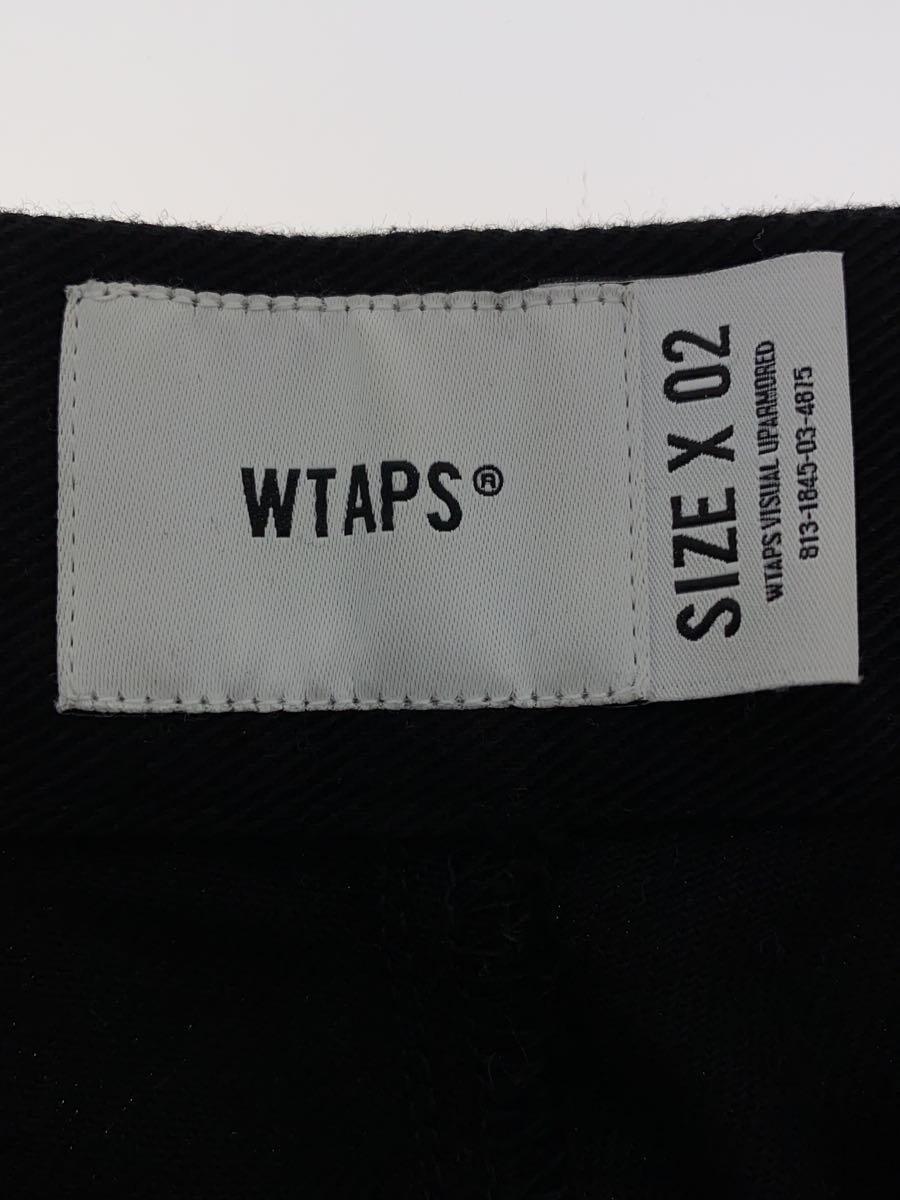 WTAPS®
SIZE X 02
WTAPS VISUAL UPARMORED
813-1845-03-4875